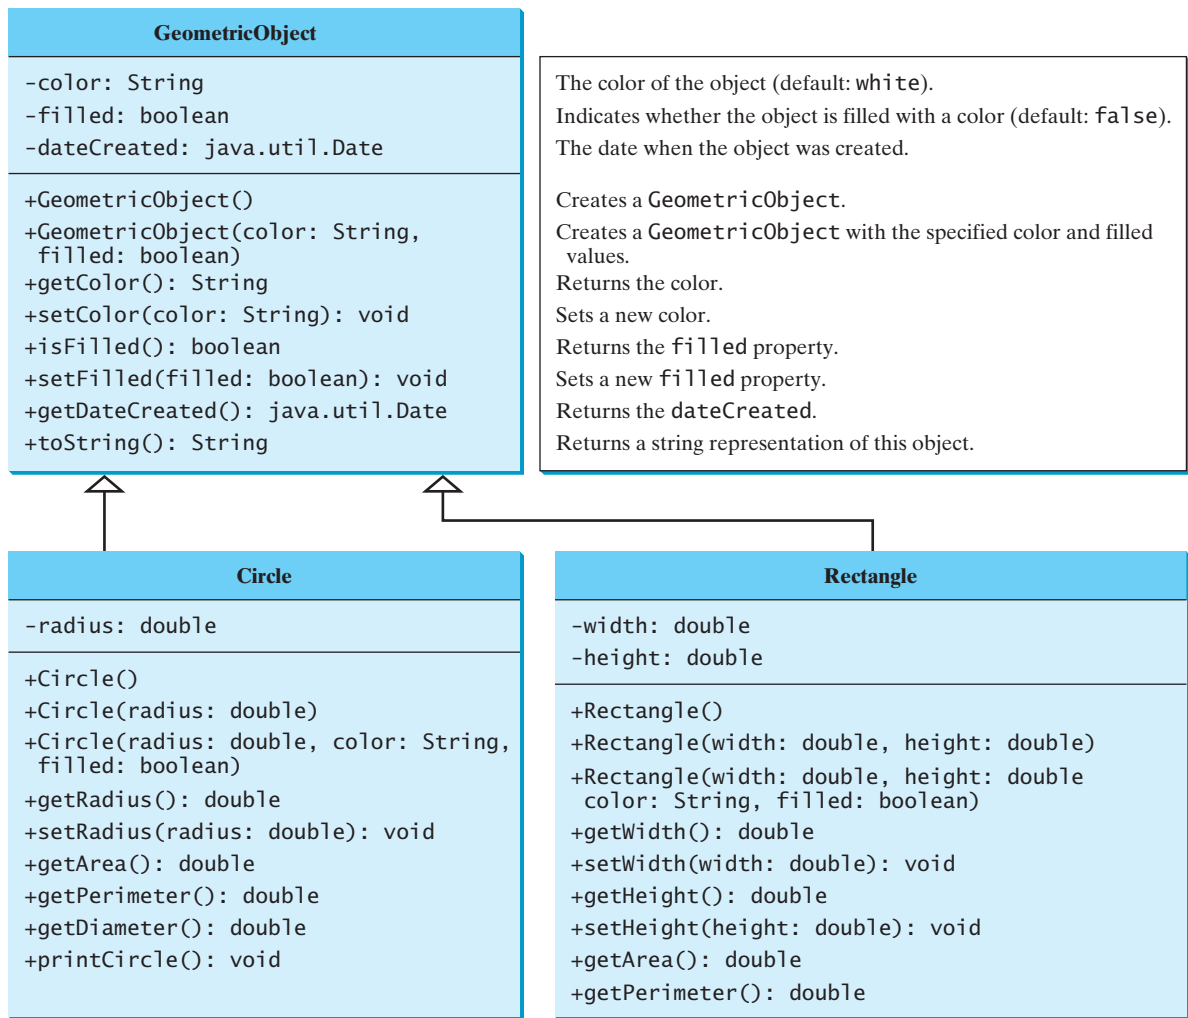 GeometricObject
-color: String
-filled: boolean
-dateCreated: java.util.Date
+GeometricObject()
+GeometricObject(color: String,
filled: boolean)
+getColor(): String
+setColor(color: String): void
+isFilled(): boolean
+setFilled(filled: boolean): void
+getDateCreated(): java.util.Date
+toString(): String
The color of the object (default: white).
Indicates whether the object is filled with a color (default: false).
The date when the object was created.
Creates a GeometricObject.
Creates a GeometricObject with the specified color and filled
values.
Returns the color.
Sets a new color.
Returns the filled property.
Sets a new filled property.
Returns the dateCreated.
Returns a string representation of this object.
Circle
-radius: double
+Circle()
+Circle(radius: double)
+Circle(radius: double, color: String,
filled: boolean)
+getRadius(): double
+setRadius(radius: double): void
+getArea(): double
+getPerimeter(): double
+getDiameter(): double
+printCircle(): void
Rectangle
-width: double
-height: double
+Rectangle()
+Rectangle(width: double, height: double)
+Rectangle(width: double, height: double
color: String, filled: boolean)
+getWidth(): double
+setWidth(width: double): void
+getHeight(): double
+setHeight(height: double): void
+getArea(): double
+getPerimeter(): double